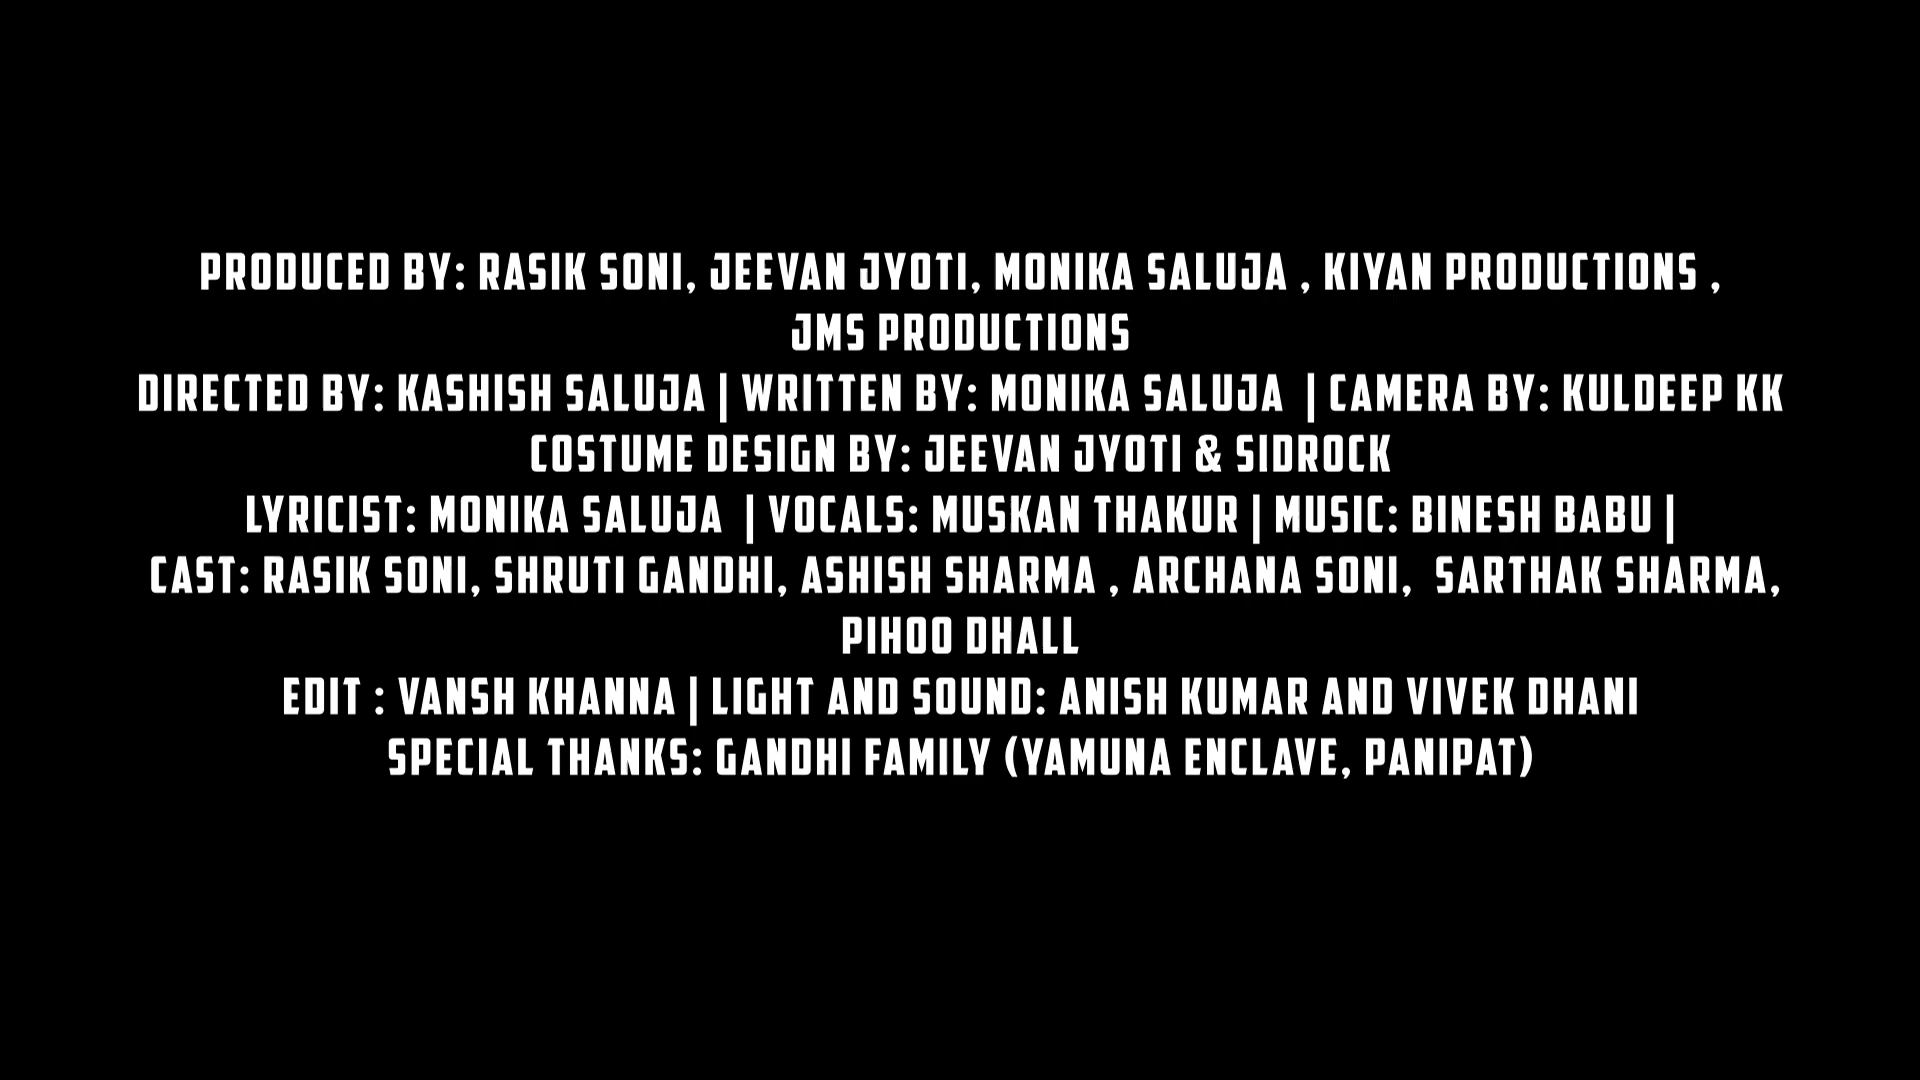 PRODUCED BY: RASIK SONI, JEEVAN JYOTI, MONIKA SALUJA , KIYAN PRODUCTIONS ,
JMS PRODUCTIONS
DIRECTED BY: KASHISH SALUJA | WRITTEN BY: MONIKA SALUJA | CAMERA BY: KULDEEP KK
COSTUME DESIGN BY: JEEVAN JYOTI & SIDROCK
LYRICIST: MONIKA SALUJA | VOCALS: MUSKAN THAKUR | MUSIC: BINESH BABU |
CAST: RASIK SONI, SHRUTI GANDHI, ASHISH SHARMA , ARCHANA SONI, SARTHAK SHARMA,
PIHOO DHALL
EDIT : VANSH KHANNA | LIGHT AND SOUND: ANISH KUMAR AND VIVEK DHANI
SPECIAL THANKS: GANDHI FAMILY (YAMUNA ENCLAVE, PANIPAT)